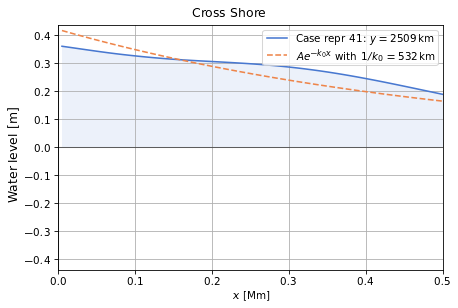 Cross Shore
Case repr 41: y = 2509 km
Ae^{-k_0x} with 1/k_0 = 532 km
Water level [m]
0.4
0.3
0.2
0.1
0.0
−0.1
−0.2
−0.3
−0.4
0.0 0.1 0.2 0.3 0.4 0.5
x [Mm]